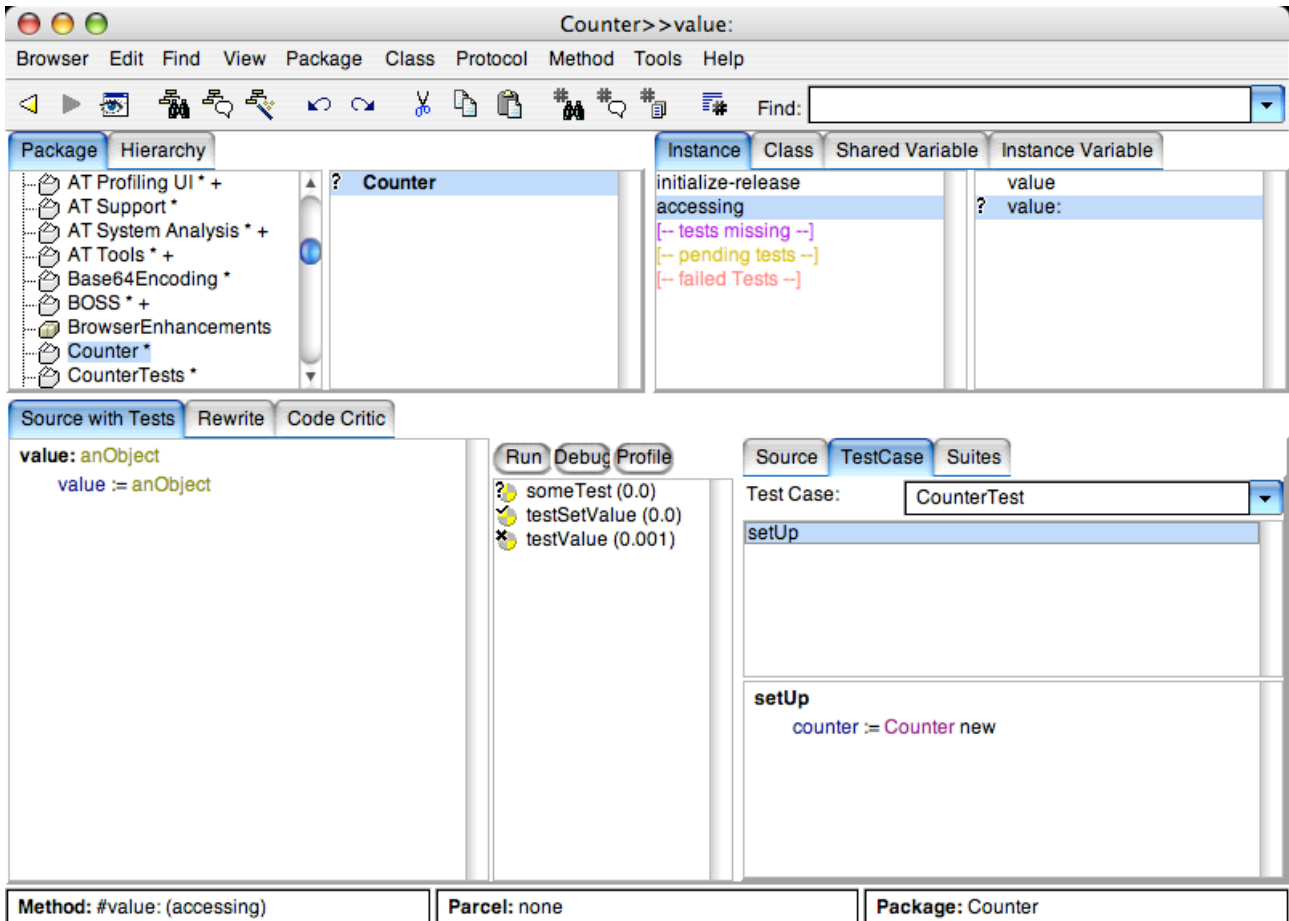 Counter>>value:
Browser Edit Find View Package Class Protocol Method Tools Help
Find:
Package Hierarchy
AT Profiling UI * +
AT Support *
AT System Analysis * +
AT Tools * +
Base64Encoding *
BOSS * +
BrowserEnhancements
Counter *
CounterTests *
? Counter
Instance Class Shared Variable Instance Variable
initialize-release
accessing
[-- tests missing --]
[-- pending tests --]
[-- failed Tests --]
value
? value:
Source with Tests Rewrite Code Critic
value: anObject
value := anObject
Run Debug Profile
? someTest (0.0)
testSetValue (0.0)
testValue (0.001)
Source TestCase Suites
Test Case: CounterTest
setUp
setUp
counter := Counter new
Method: #value: (accessing)
Parcel: none
Package: Counter